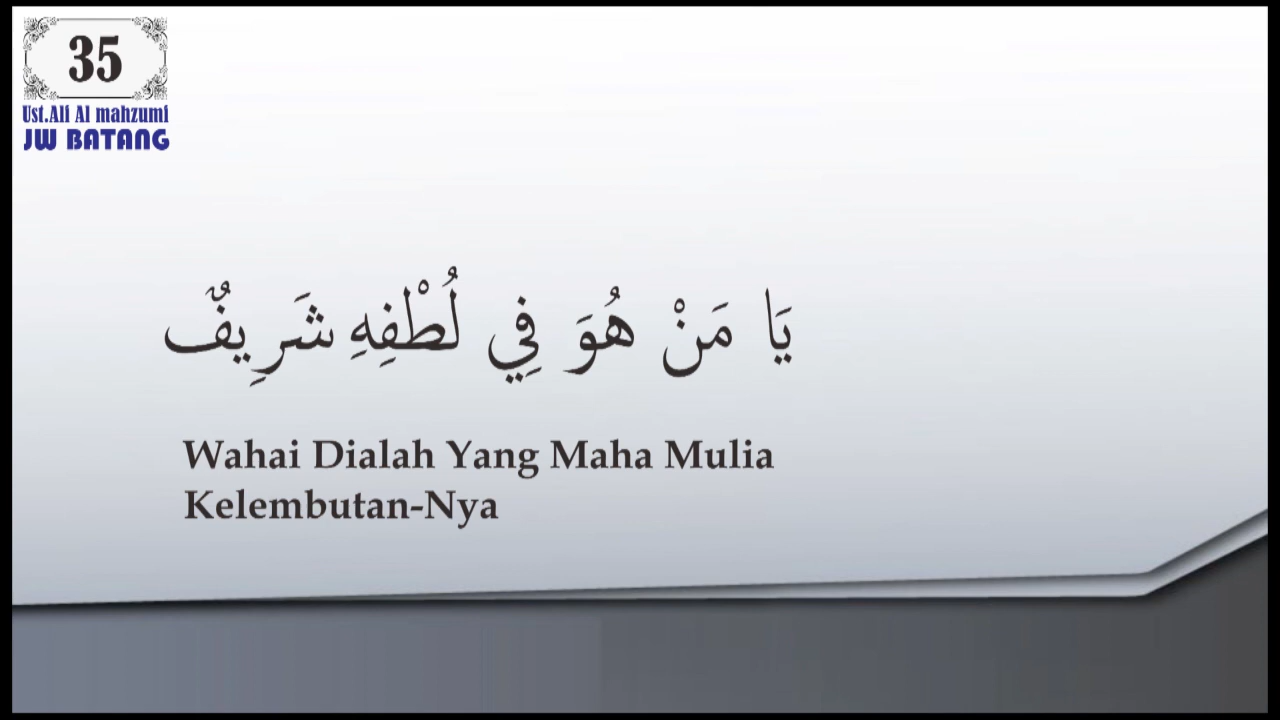 35
Ust.Ali Al mahzumi
JW BATANG
يَا مَنْ هُوَ فِي لُطْفِهِ شَرِيفٌ
Wahai Dialah Yang Maha Mulia
Kelembutan-Nya